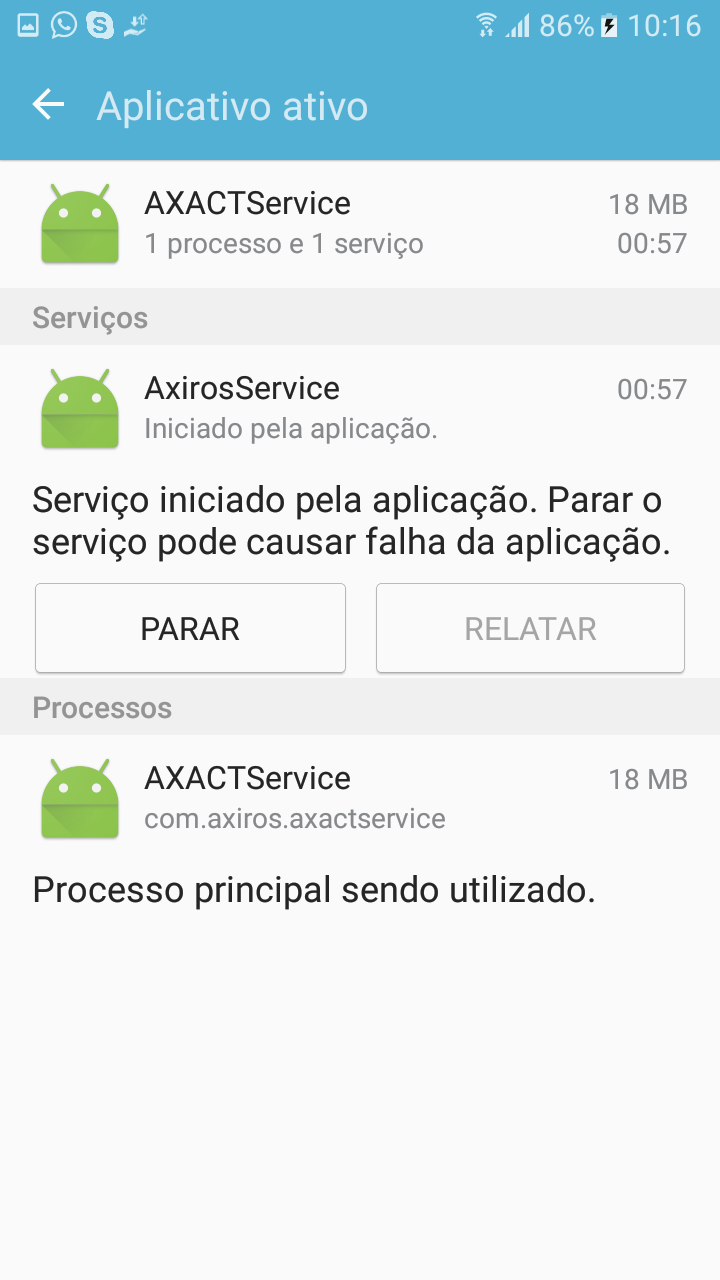 86% 10:16
Aplicativo ativo
AXACTService 18 MB
1 processo e 1 serviço 00:57
Serviços
AxirosService 00:57
Iniciado pela aplicação.
Serviço iniciado pela aplicação. Parar o
serviço pode causar falha da aplicação.
PARAR RELATAR
Processos
AXACTService 18 MB
com.axiros.axactservice
Processo principal sendo utilizado.